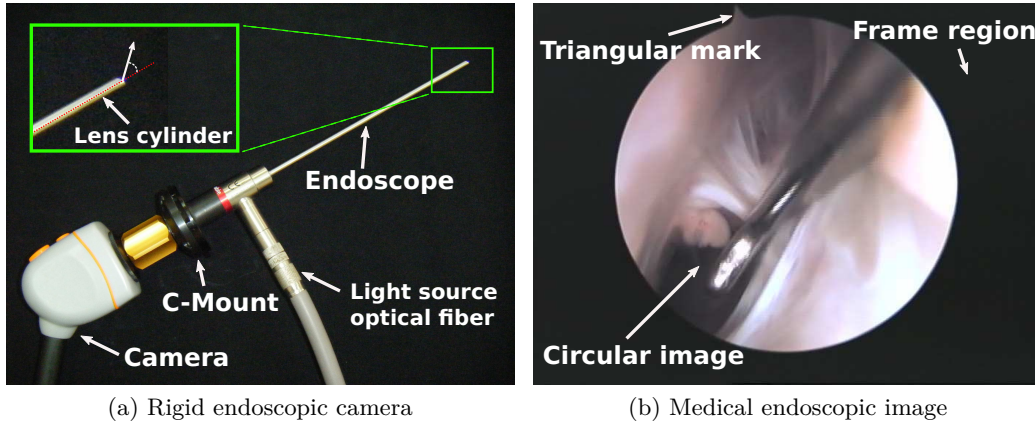 Lens cylinder
Endoscope
C-Mount
Light source
optical fiber
Camera
(a) Rigid endoscopic camera
Triangular mark
Frame region
Circular image
(b) Medical endoscopic image